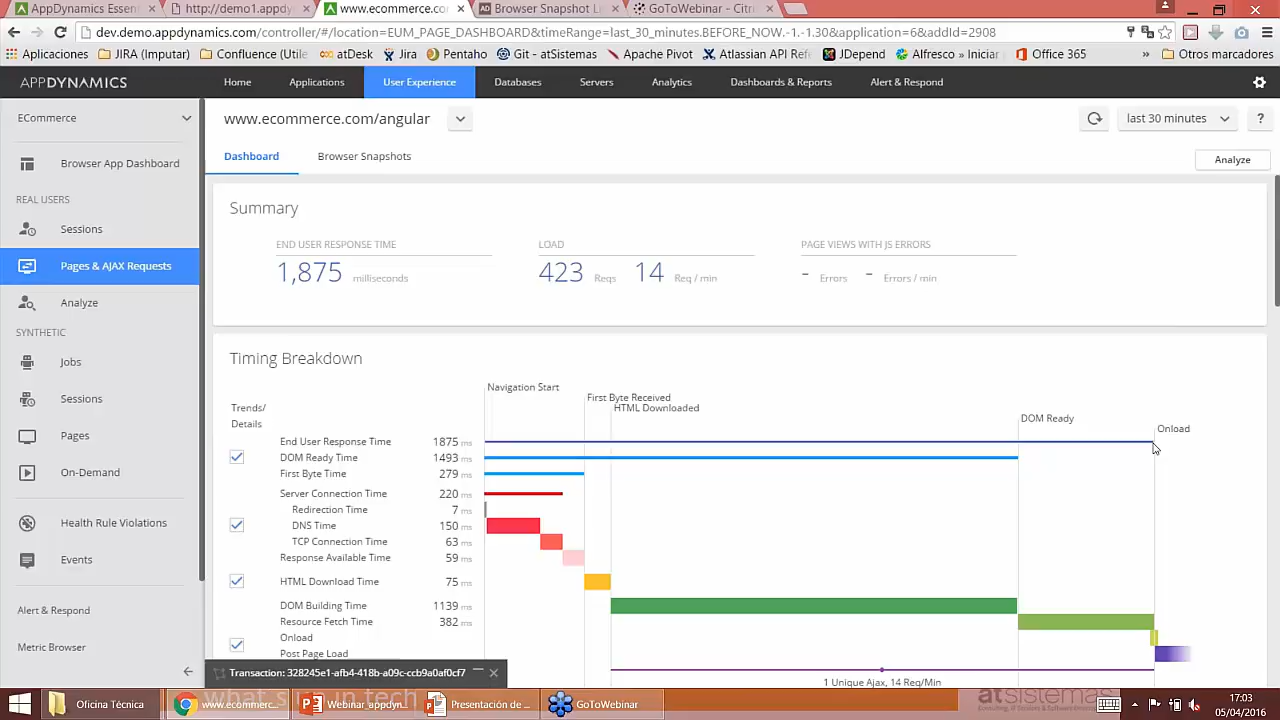 AppDynamics Essent
http://demo1.appdy
www.ecommerce.co
Browser Snapshot Li
GoToWebinar - Citri
dev.demo.appdynamics.com/controller/#/location=EUM_PAGE_DASHBOARD&timeRange=last_30_minutes.BEFORE_NOW.-1.-1.30&application=6&addId=2908
Aplicaciones JIRA (Imputar) Confluence (Utile atDesk Jira Pentaho Git - atSistemas Apache Pivot Atlassian API Docum JDepend Alfresco » Iniciar Office 365 » Otros marcadores
APPDYNAMICS Home Applications User Experience Databases Servers Analytics Dashboards & Reports Alert & Respond
ECommerce
www.ecommerce.com/angular
last 30 minutes ?
Browser App Dashboard
Dashboard Browser Snapshots Analyze
REAL USERS
Sessions
Pages & AJAX Requests
Analyze
SYNTHETIC
Jobs
Sessions
Pages
On-Demand
Health Rule Violations
Events
Alert & Respond
Metric Browser
Summary
END USER RESPONSE TIME
1,875 milliseconds
LOAD
423 Reqs 14 Req / min
PAGE VIEWS WITH JS ERRORS
- Errors - Errors / min
Timing Breakdown
Navigation Start
First Byte Received
HTML Downloaded
DOM Ready
Onload
Trends/
Details
End User Response Time 1875 ms
DOM Ready Time 1493 ms
First Byte Time 279 ms
Server Connection Time 220 ms
Redirection Time 7 ms
DNS Time 150 ms
TCP Connection Time 63 ms
Response Available Time 59 ms
HTML Download Time 75 ms
DOM Building Time 1139 ms
Resource Fetch Time 382 ms
Onload
Post Page Load
1 Unique Ajax, 14 Req/Min
Transaction: 328245e1-afb4-418b-a09c-ccb9a0af0cf7
atsistemas
Oficina Técnica
www.ecommerc...
Webinar_appdyn...
Presentación de ...
GoToWebinar
17:03
05/04/2016